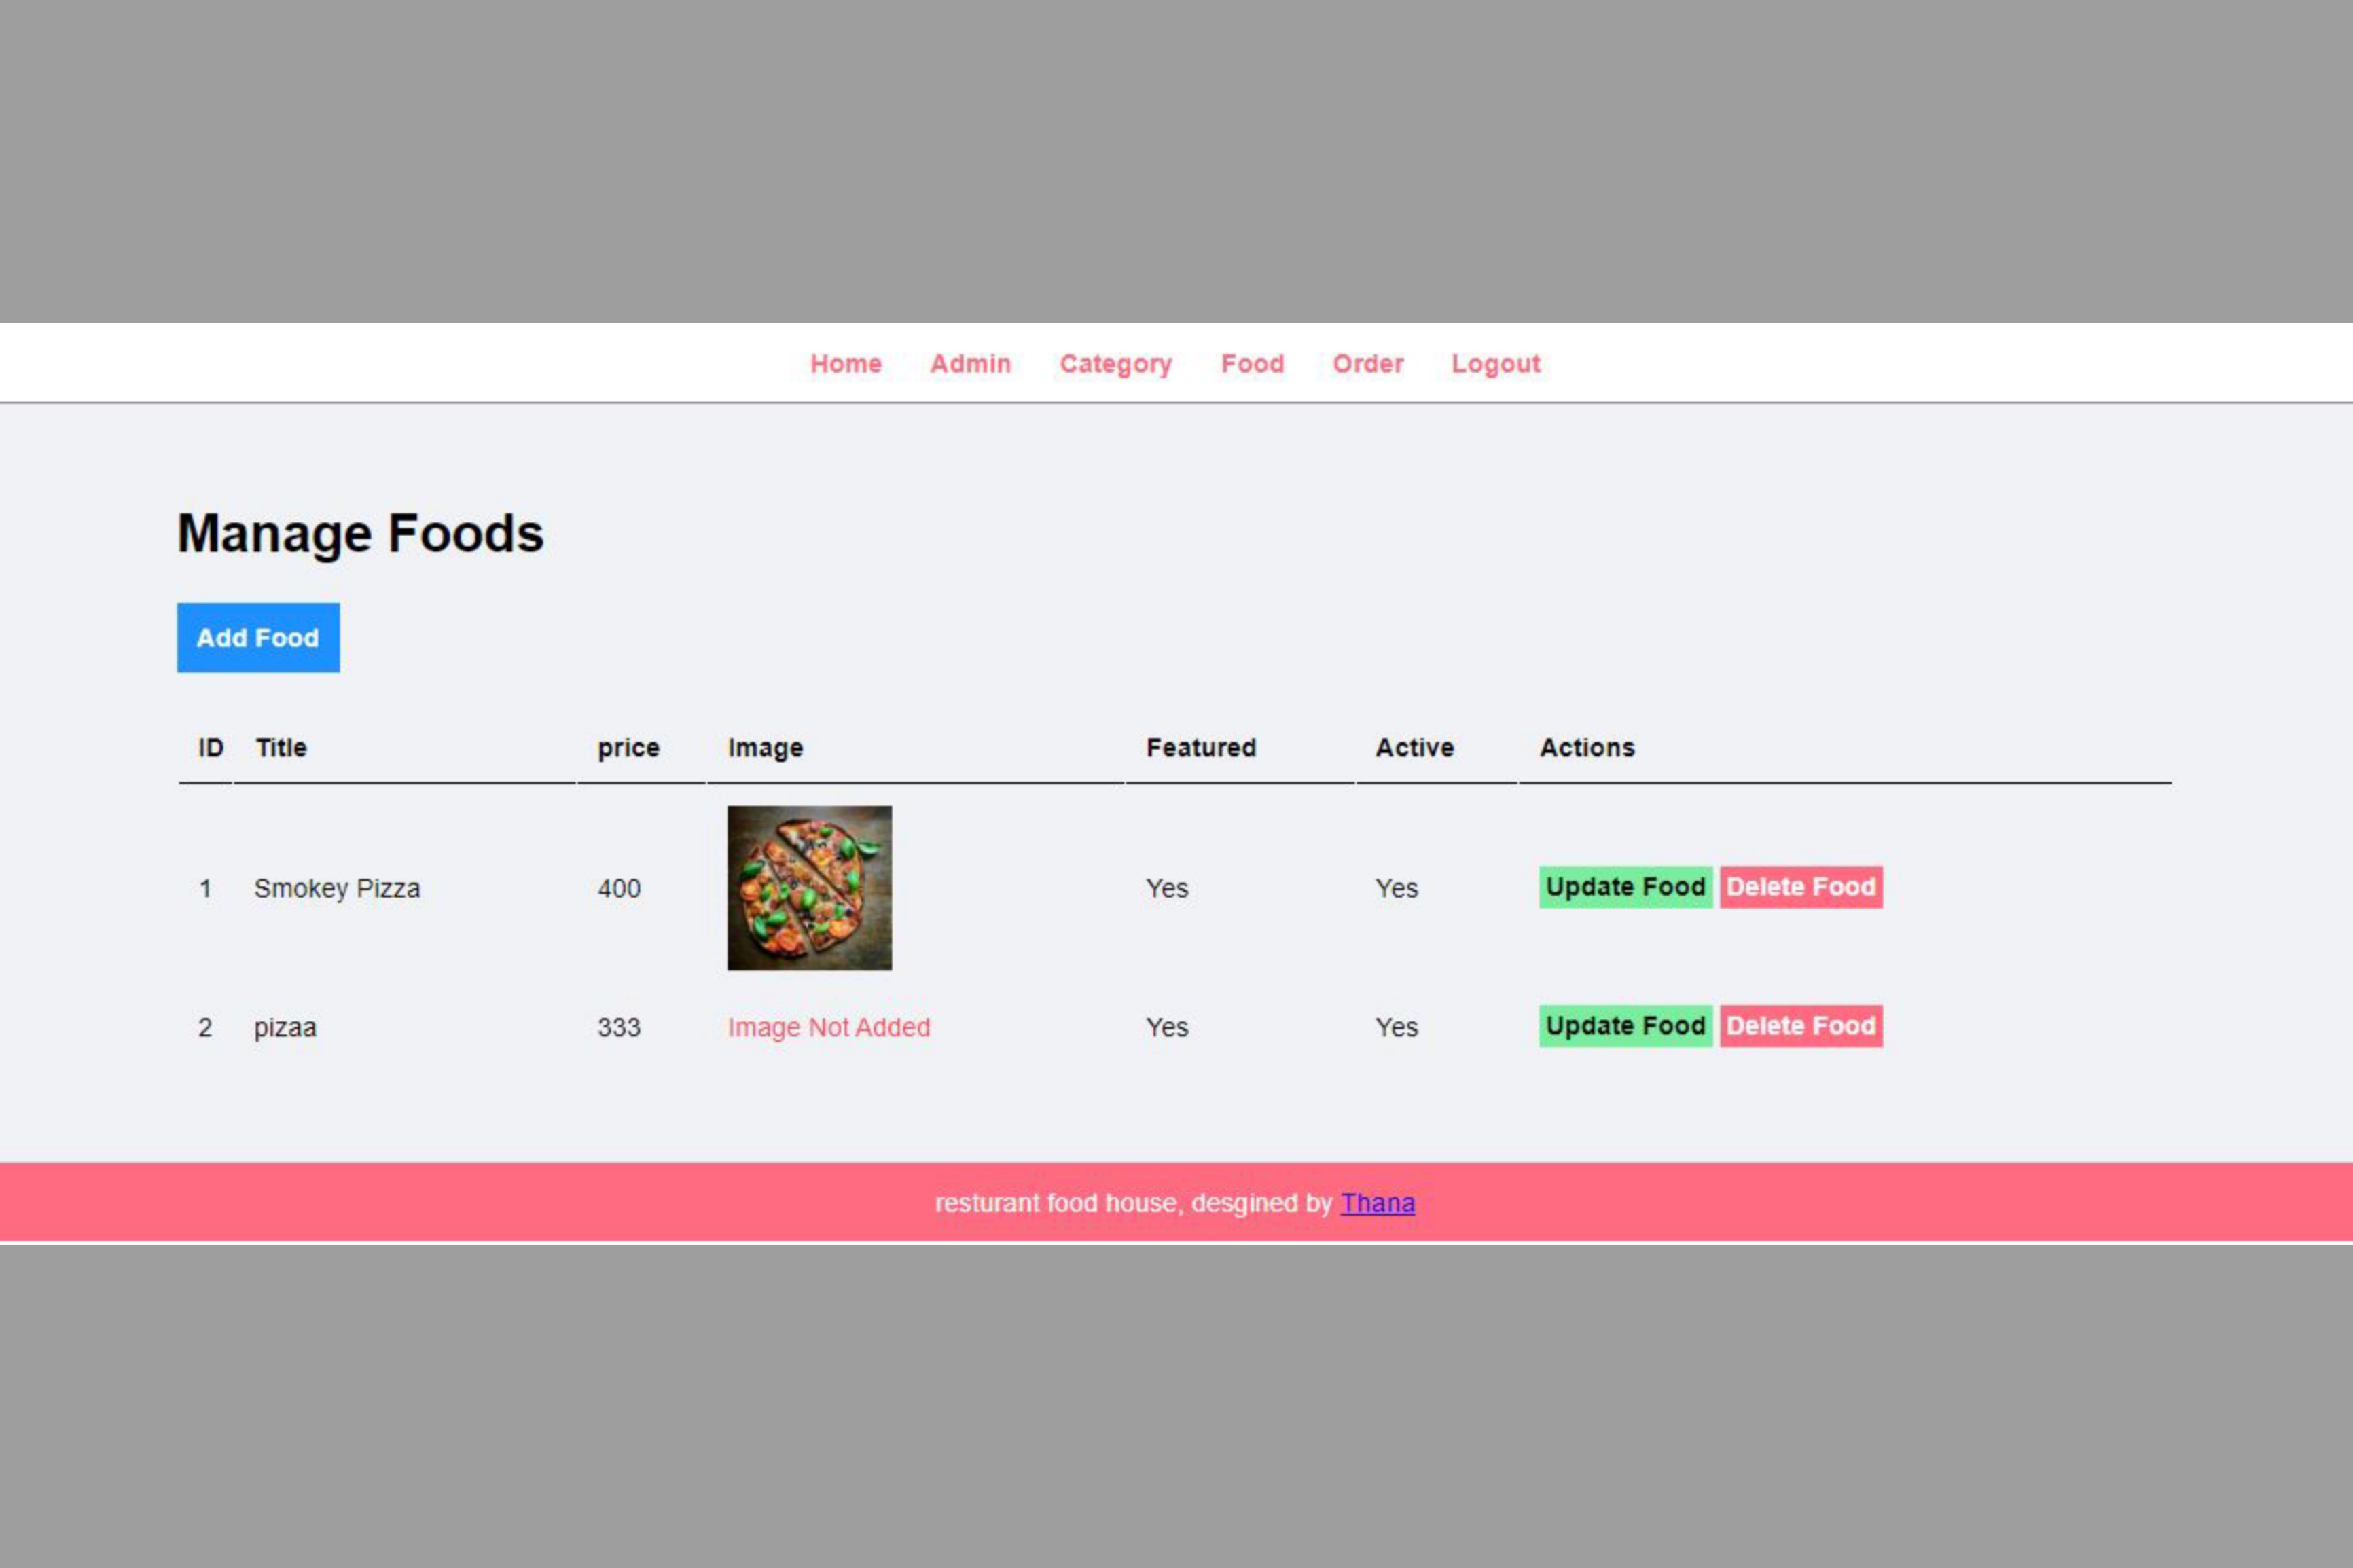 Home Admin Category Food Order Logout
Manage Foods
Add Food
ID Title price Image Featured Active Actions
1 Smokey Pizza 400 Yes Yes Update Food Delete Food
2 pizaa 333 Image Not Added Yes Yes Update Food Delete Food
resturant food house, desgined by Thana